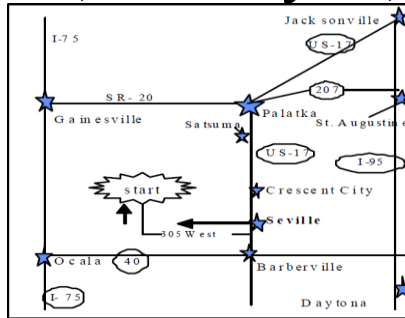 Jacksonville
I-75
US-17
207
SR-20
Gainesville
Palatka
Satsuma
St. Augustine
US-17
I-95
start
Crescent City
Seville
305 West
Ocala
40
Barberville
I-75
Daytona